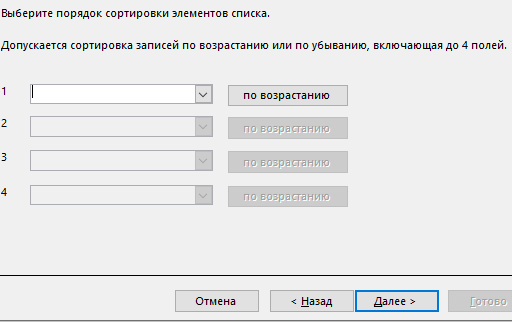 Выберите порядок сортировки элементов списка.
Допускается сортировка записей по возрастанию или по убыванию, включающая до 4 полей.
1 по возрастанию
2 по возрастанию
3 по возрастанию
4 по возрастанию
Отмена < Назад Далее > Готово